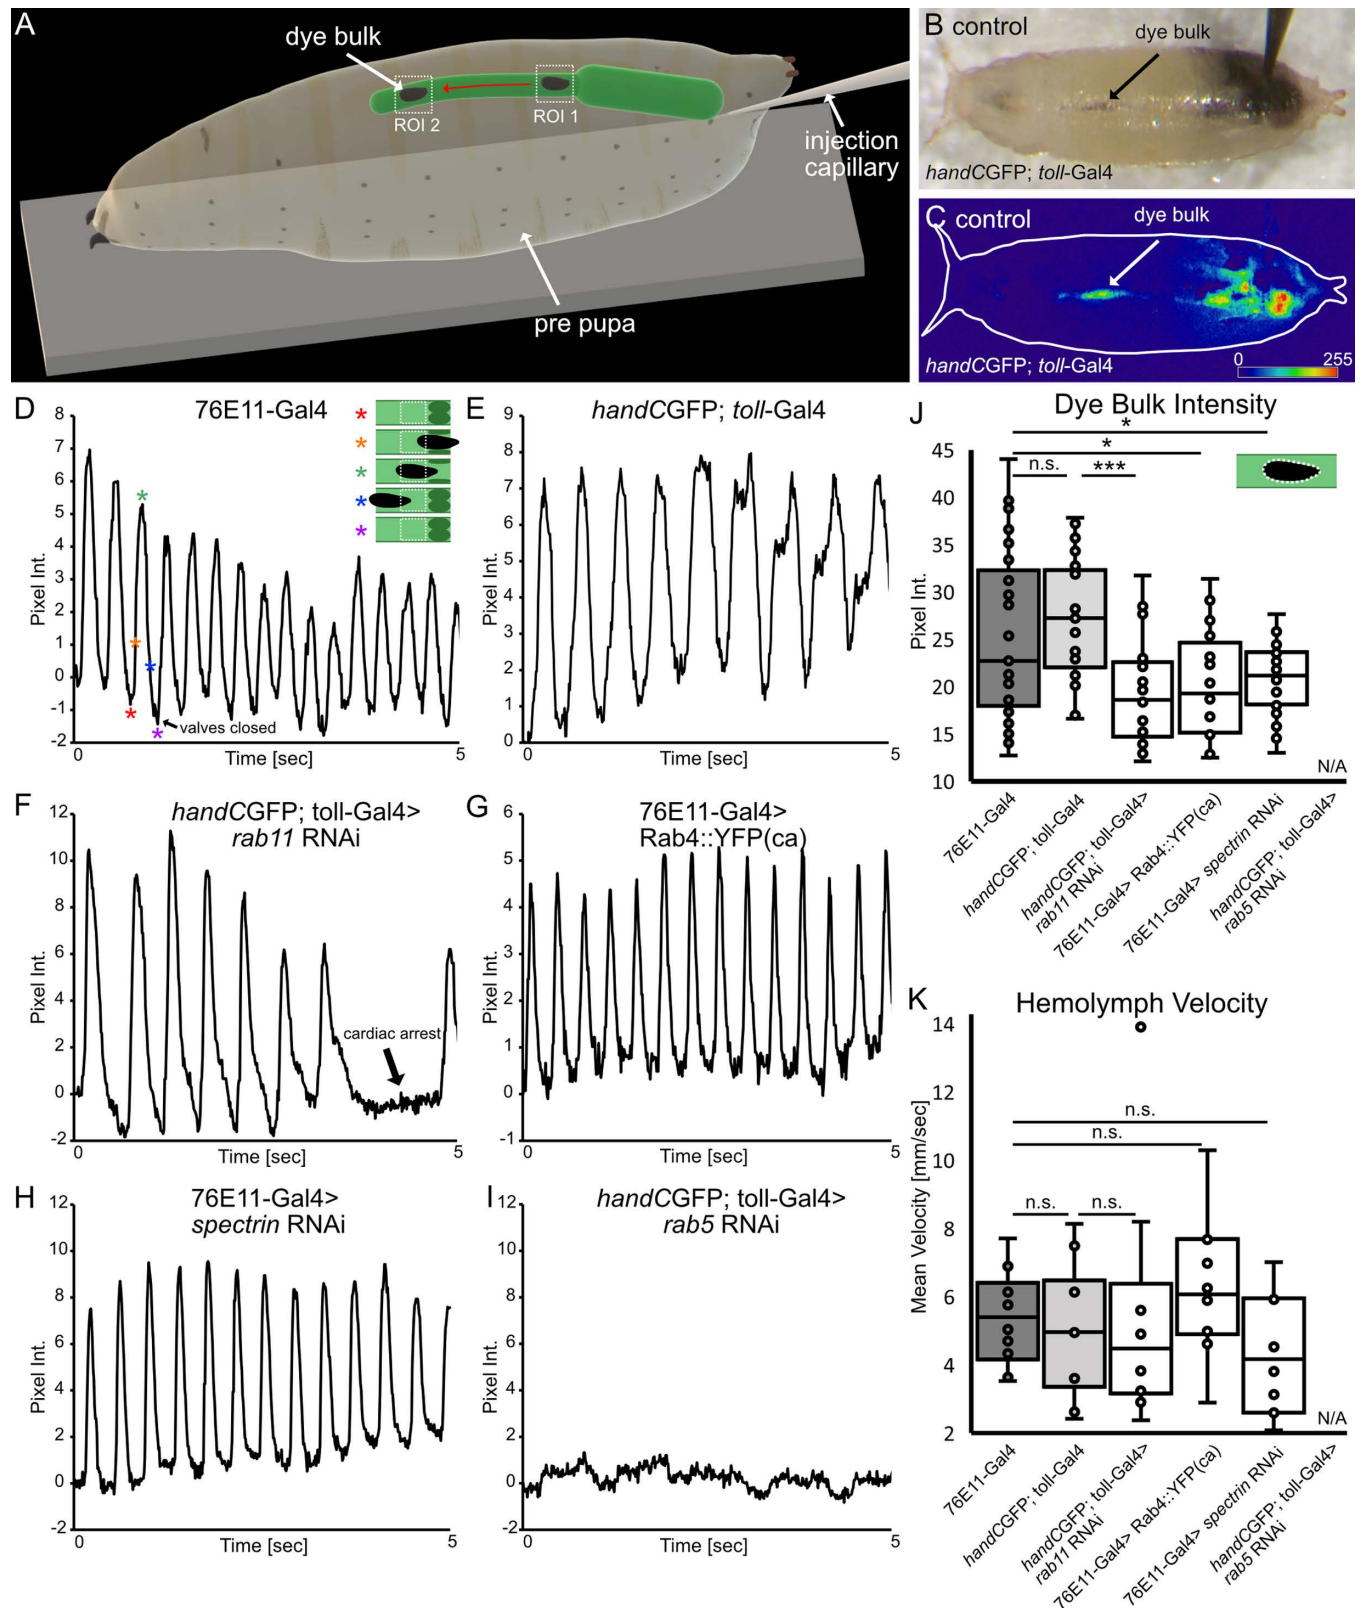 A
dye bulk
ROI 2
ROI 1
injection
capillary
pre pupa
B control
dye bulk
handCGFP; toll-Gal4
C control
dye bulk
handCGFP; toll-Gal4
0
255
D
76E11-Gal4
Pixel Int.
8
7
6
5
4
3
2
1
0
-1
-2
*
*
*
*
*
*
*
*
*
*
valves closed
0
Time [sec]
5
E
handCGFP; toll-Gal4
Pixel Int.
9
8
7
6
5
4
3
2
1
0
0
Time [sec]
5
F
handCGFP; toll-Gal4>
rab11 RNAi
Pixel Int.
12
10
8
6
4
2
0
-2
cardiac arrest
0
Time [sec]
5
G
76E11-Gal4>
Rab4::YFP(ca)
Pixel Int.
6
5
4
3
2
1
0
-1
0
Time [sec]
5
H
76E11-Gal4>
spectrin RNAi
Pixel Int.
12
10
8
6
4
2
0
-2
0
Time [sec]
5
I
handCGFP; toll-Gal4>
rab5 RNAi
Pixel Int.
12
10
8
6
4
2
0
-2
0
Time [sec]
5
J
Dye Bulk Intensity
Pixel Int.
45
40
35
30
25
20
15
10
*
*
n.s.
***
N/A
76E11-Gal4
handCGFP; toll-Gal4
handCGFP; toll-Gal4>
rab11 RNAi
76E11-Gal4> Rab4::YFP(ca)
76E11-Gal4> spectrin RNAi
handCGFP; toll-Gal4>
rab5 RNAi
K
Hemolymph Velocity
Mean Velocity [mm/sec]
14
12
10
8
6
4
2
n.s.
n.s.
n.s.
n.s.
N/A
76E11-Gal4
handCGFP; toll-Gal4
handCGFP; toll-Gal4>
rab11 RNAi
76E11-Gal4> Rab4::YFP(ca)
76E11-Gal4> spectrin RNAi
handCGFP; toll-Gal4>
rab5 RNAi